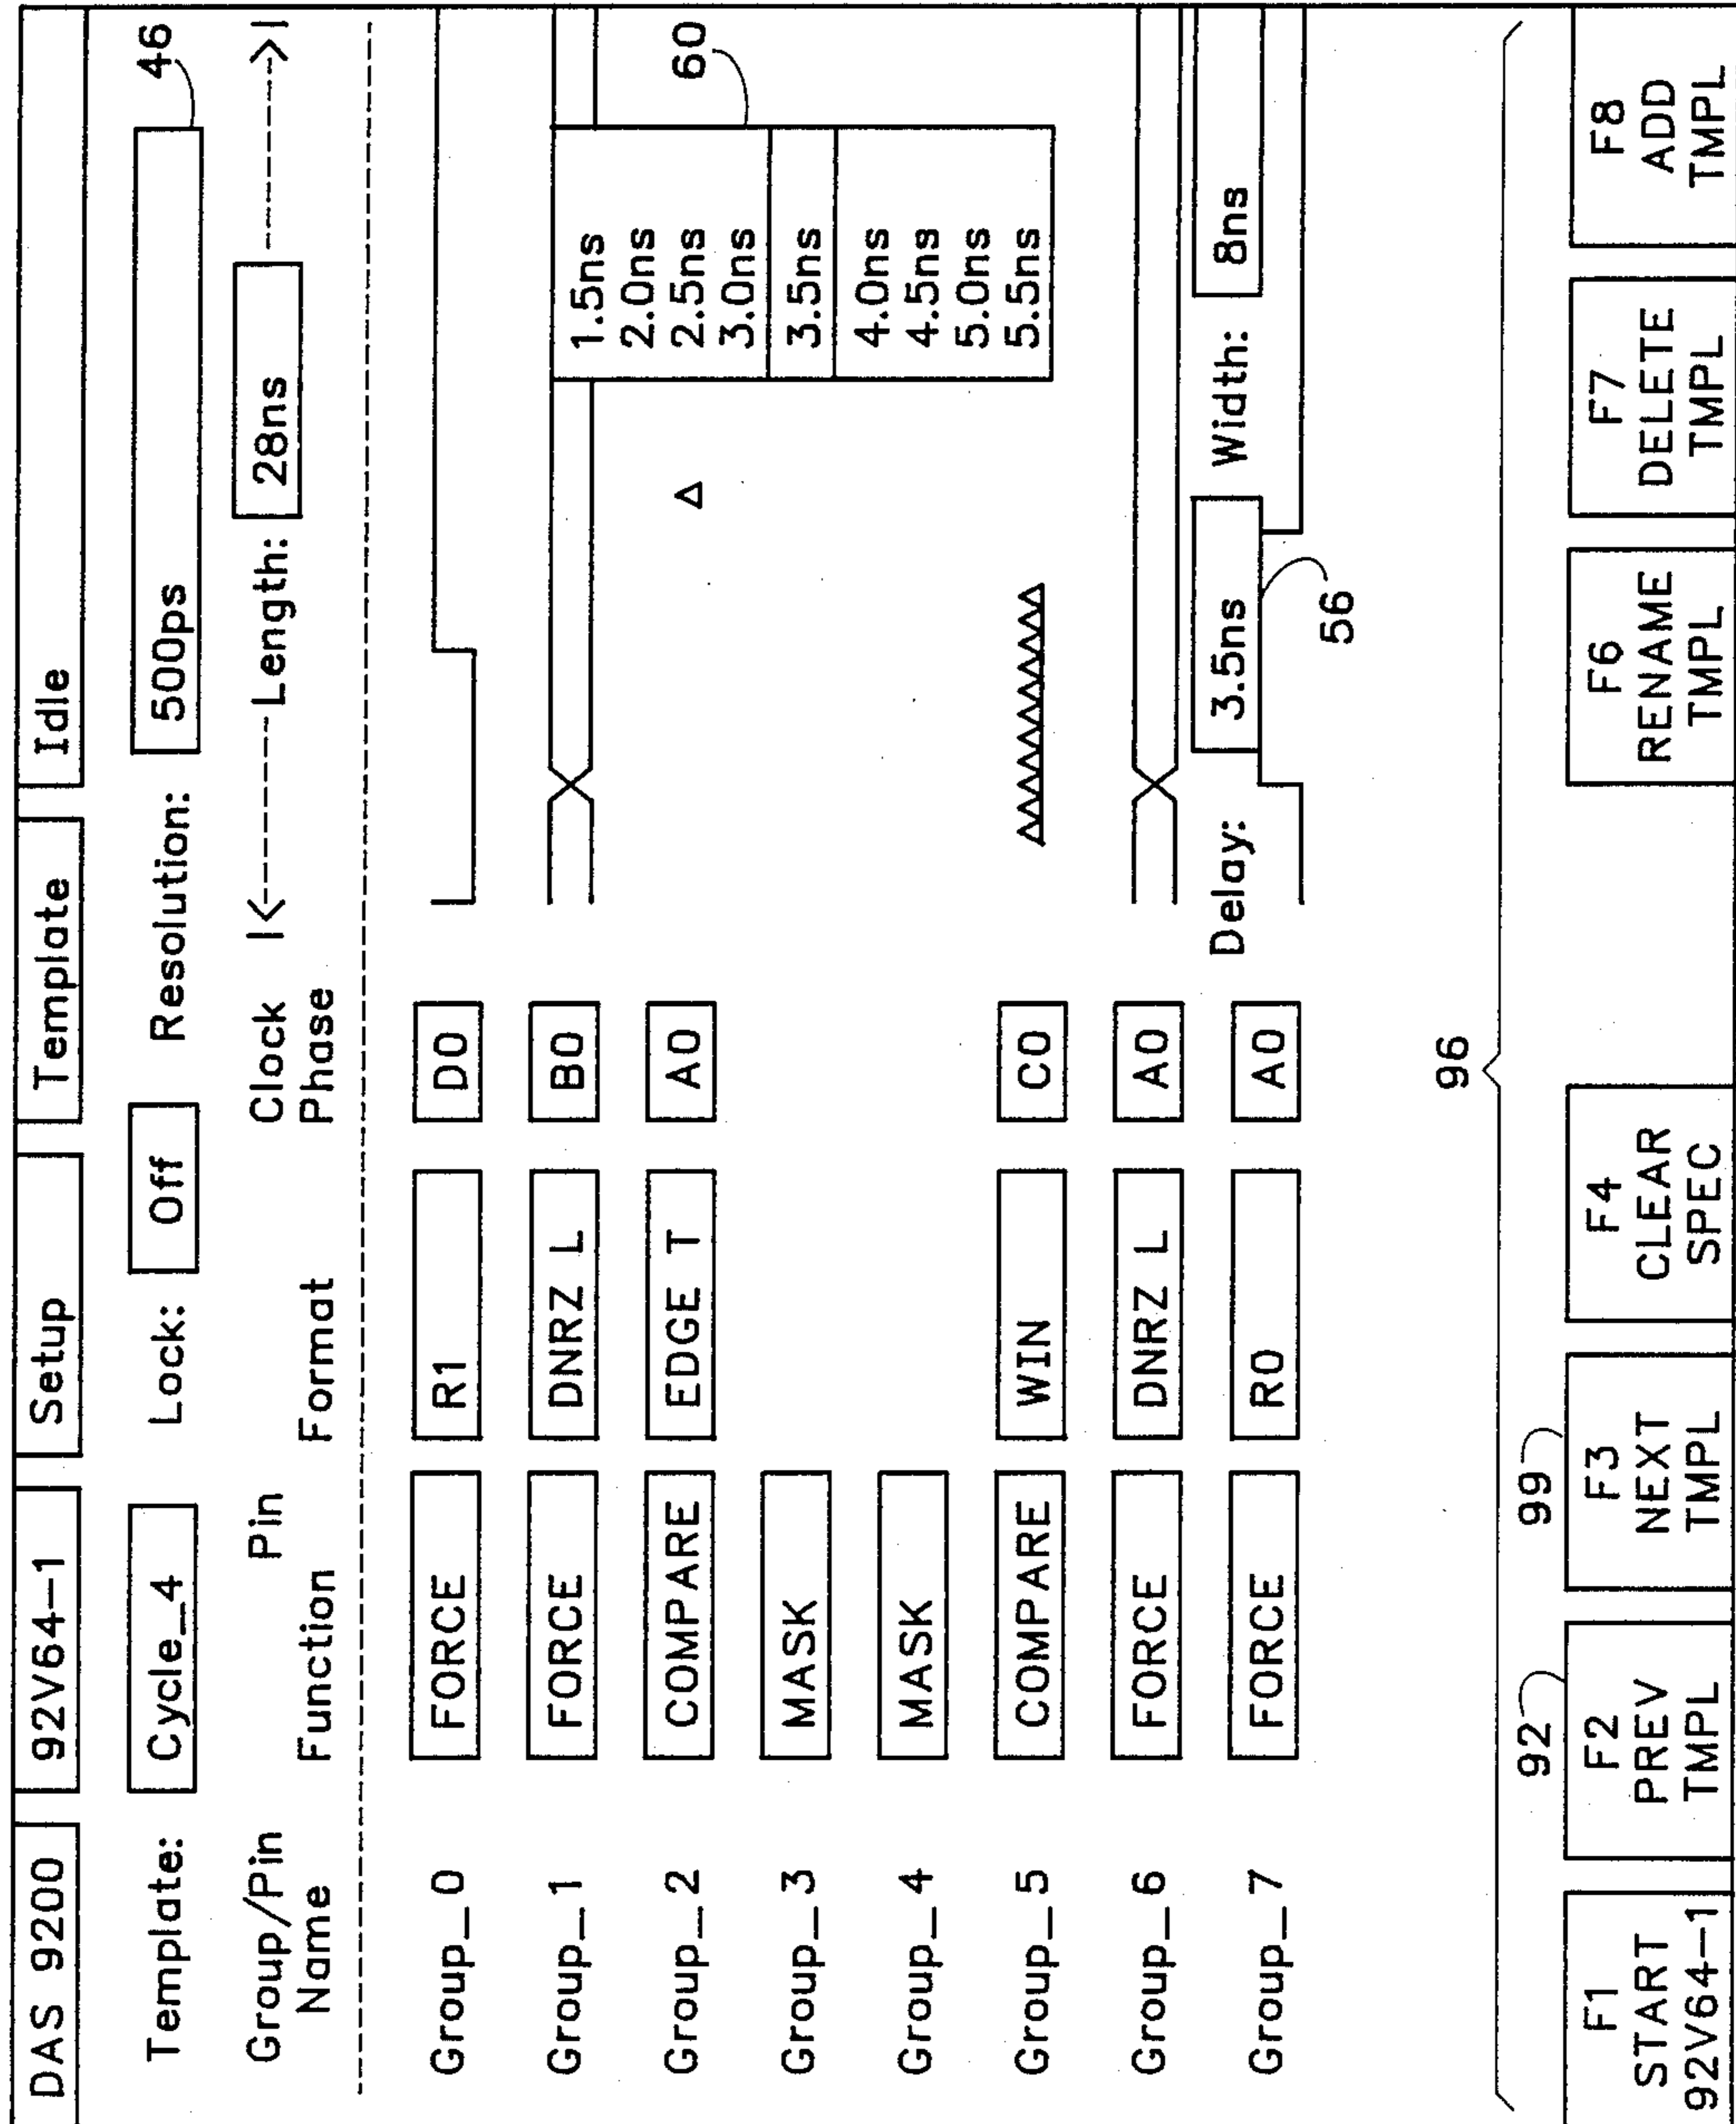 DAS 9200 92V64-1 Setup Template Idle
Template: Cycle_4 Lock: Off Resolution: 500ps 46
Group/Pin Pin Clock |<--------Length: 28ns -------->|
Name Function Format Phase
Group_0 FORCE R1 D0
Group_1 FORCE DNRZ L B0
1.5ns
2.0ns
Group_2 COMPARE EDGE T A0 2.5ns 60
3.0ns
Group_3 MASK 3.5ns
Group_4 MASK 4.0ns
4.5ns
5.0ns
Group_5 COMPARE WIN C0 5.5ns
Group_6 FORCE DNRZ L A0
Group_7 FORCE R0 A0 Delay: 3.5ns Width: 8ns
56
96
92 99
F1 F2 F3 F4 F6 F7 F8
START PREV NEXT CLEAR RENAME DELETE ADD
92V64-1 TMPL TMPL SPEC TMPL TMPL TMPL